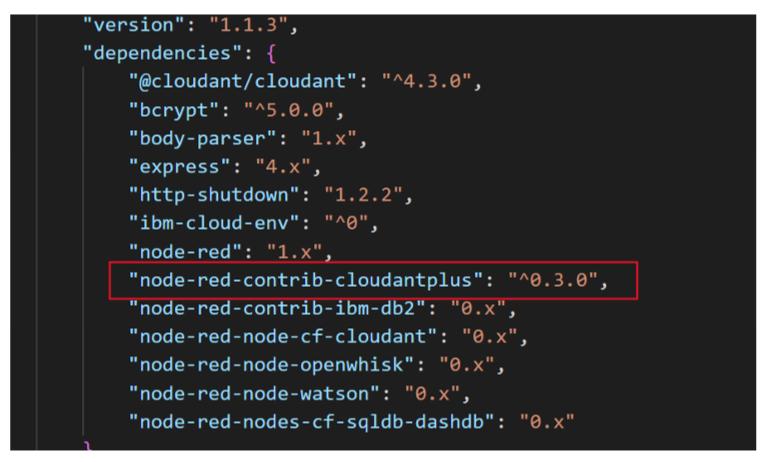 "version": "1.1.3",
"dependencies": {
"@cloudant/cloudant": "^4.3.0",
"bcrypt": "^5.0.0",
"body-parser": "1.x",
"express": "4.x",
"http-shutdown": "1.2.2",
"ibm-cloud-env": "^0",
"node-red": "1.x",
"node-red-contrib-cloudantplus": "^0.3.0",
"node-red-contrib-ibm-db2": "0.x",
"node-red-node-cf-cloudant": "0.x",
"node-red-node-openwhisk": "0.x",
"node-red-node-watson": "0.x",
"node-red-nodes-cf-sqldb-dashdb": "0.x"
}